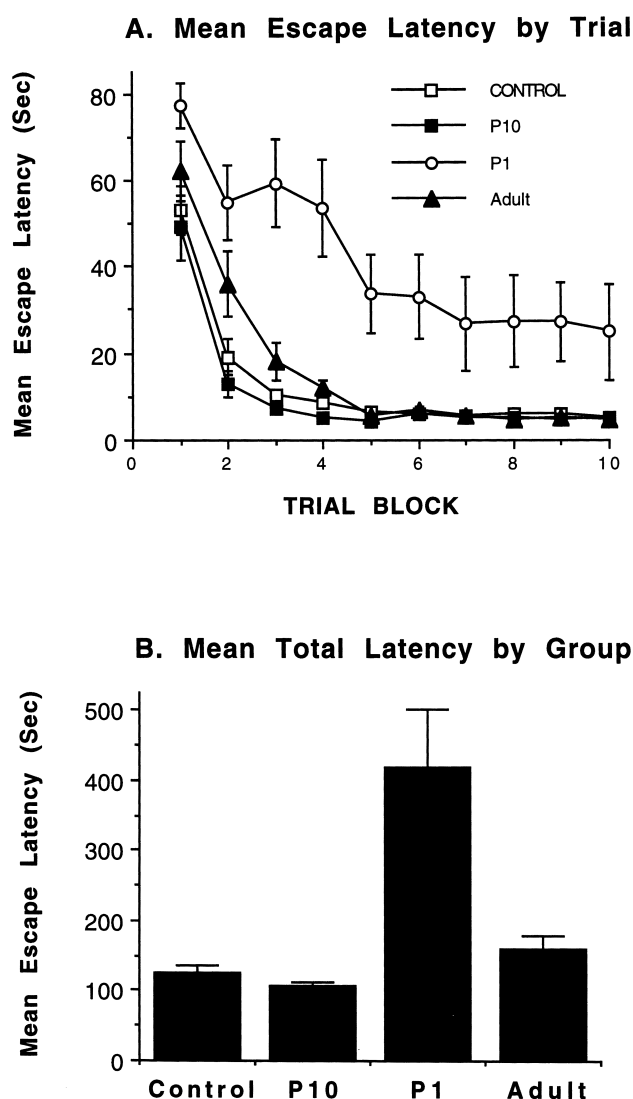 A. Mean Escape Latency by Trial
Mean Escape Latency (Sec)
80
60
40
20
0
CONTROL
P10
P1
Adult
0 2 4 6 8 10
TRIAL BLOCK
B. Mean Total Latency by Group
Mean Escape Latency (Sec)
500
400
300
200
100
0
Control P10 P1 Adult